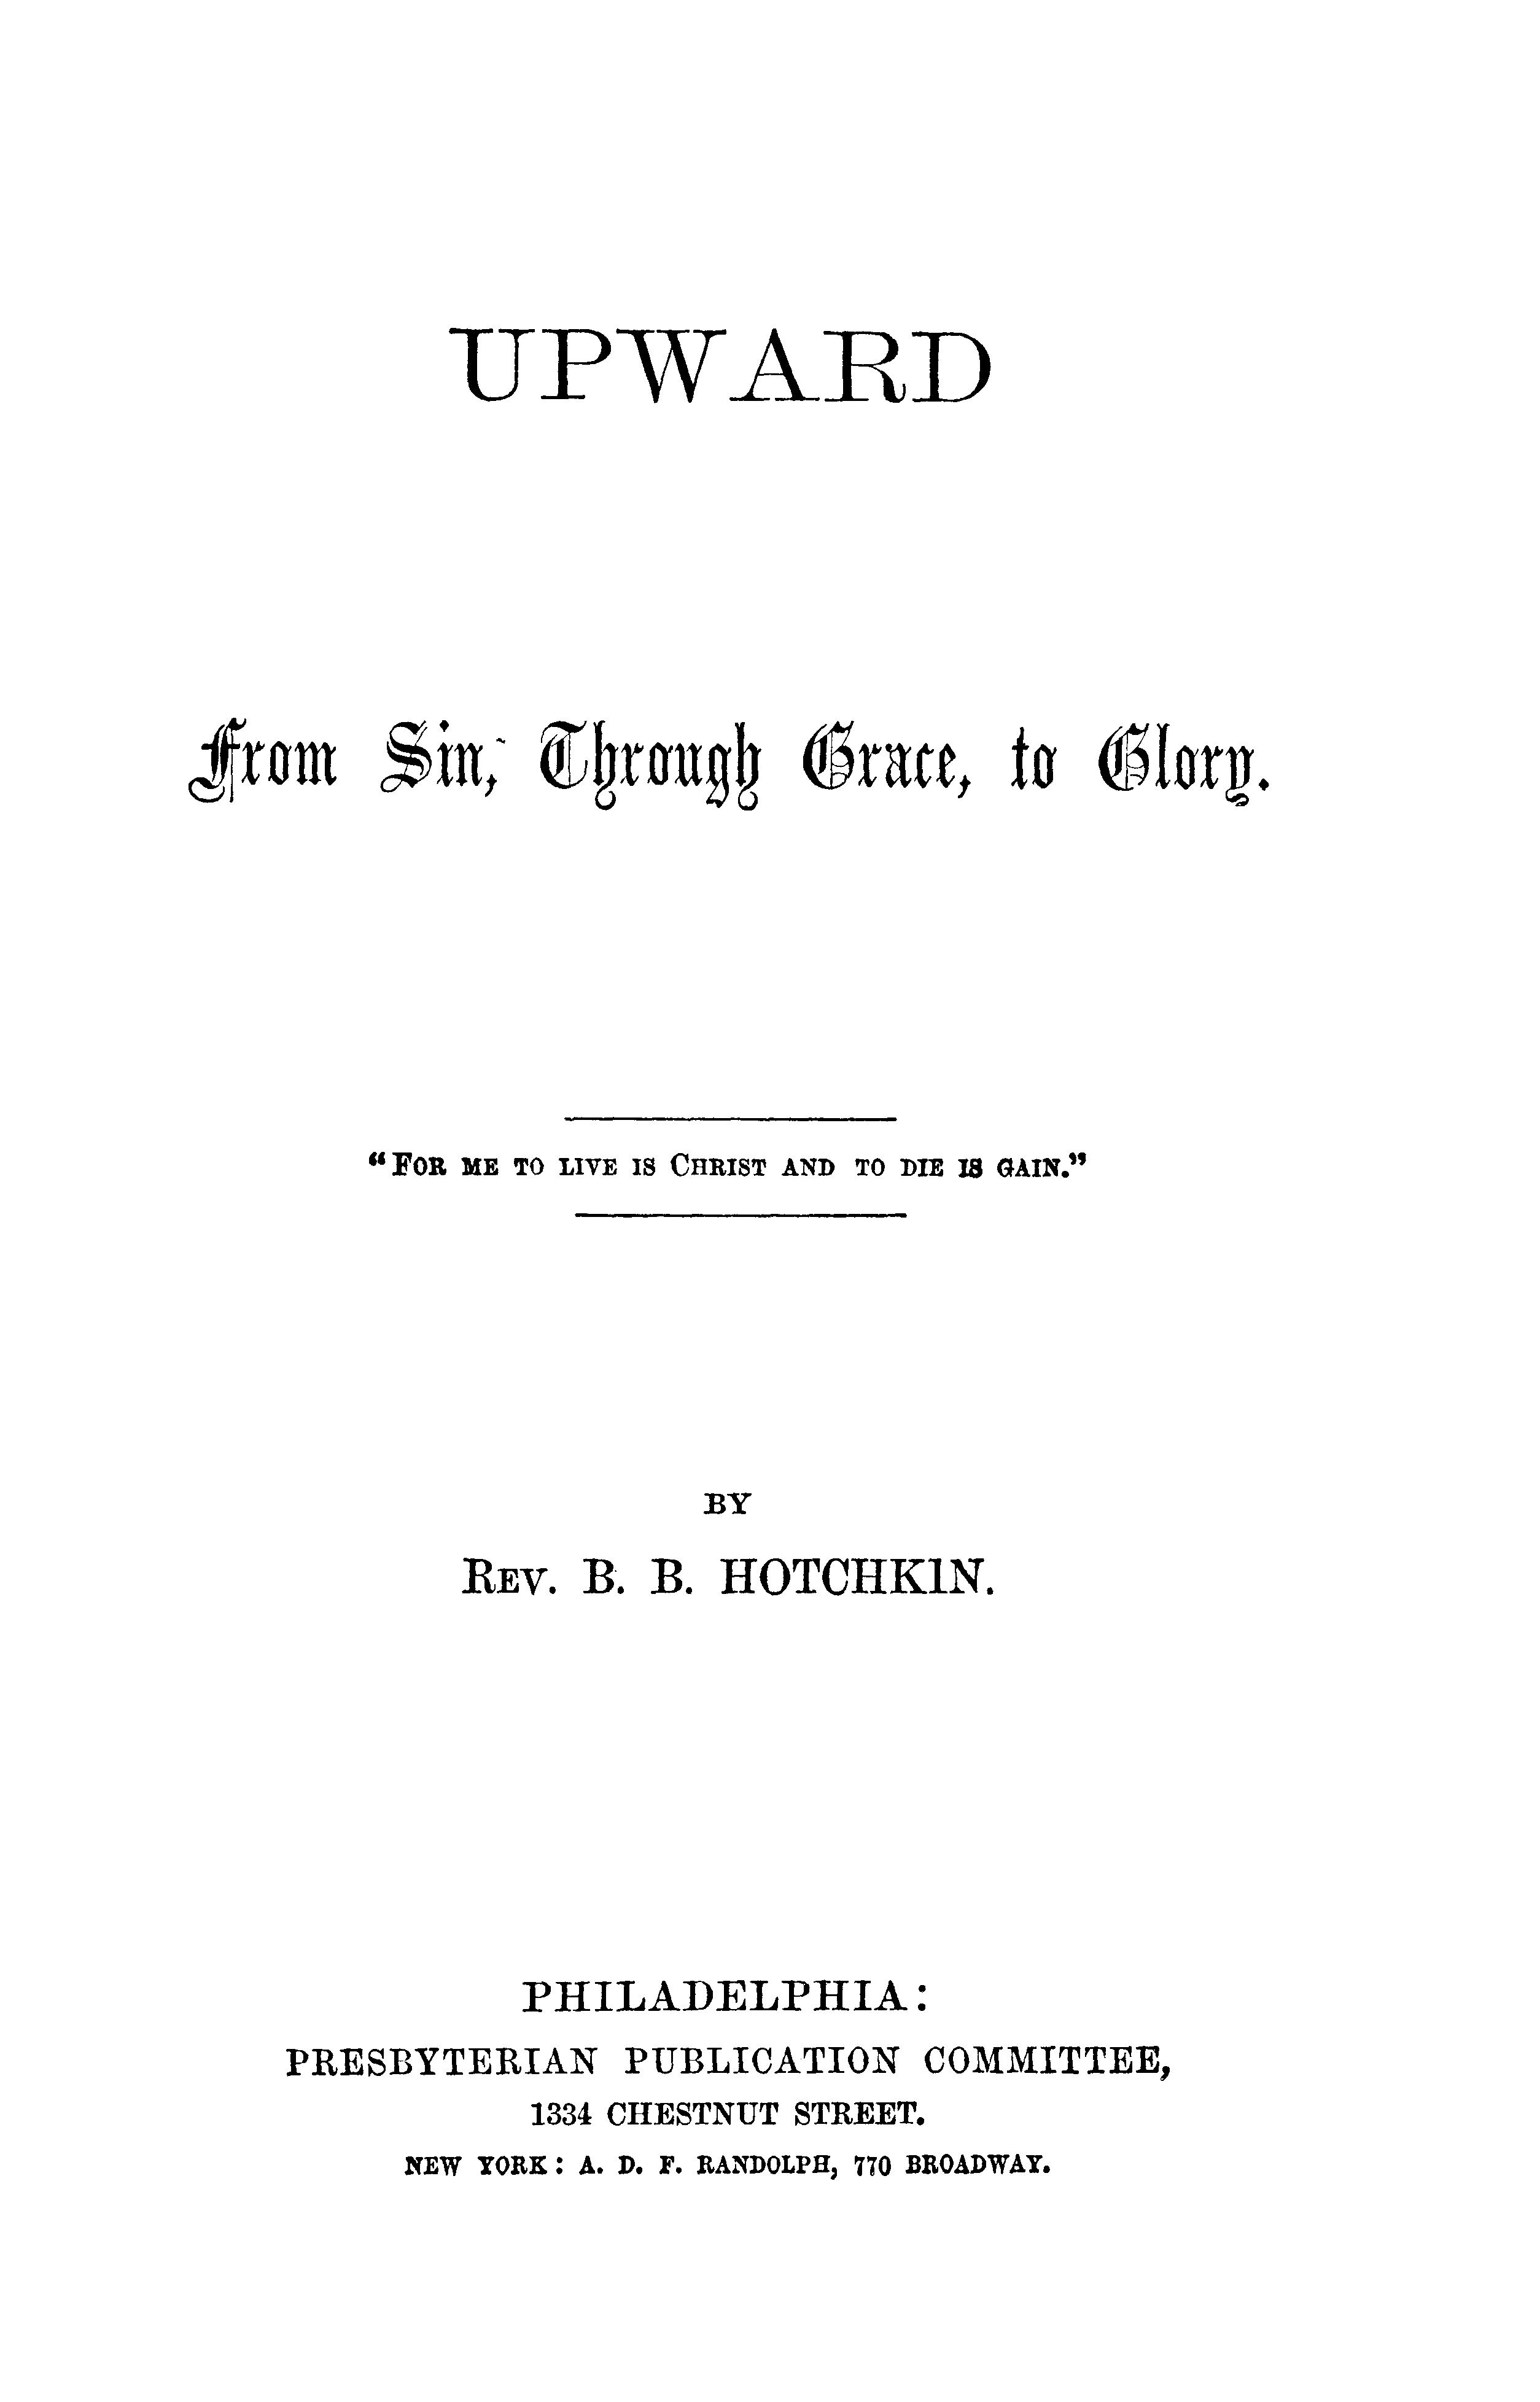 UPWARD
From Sin, Through Grace, to Glory.
“For me to live is Christ and to die is gain.”
BY
Rev. B. B. HOTCHKIN.
PHILADELPHIA:
PRESBYTERIAN PUBLICATION COMMITTEE,
1334 CHESTNUT STREET.
NEW YORK: A. D. F. RANDOLPH, 770 BROADWAY.